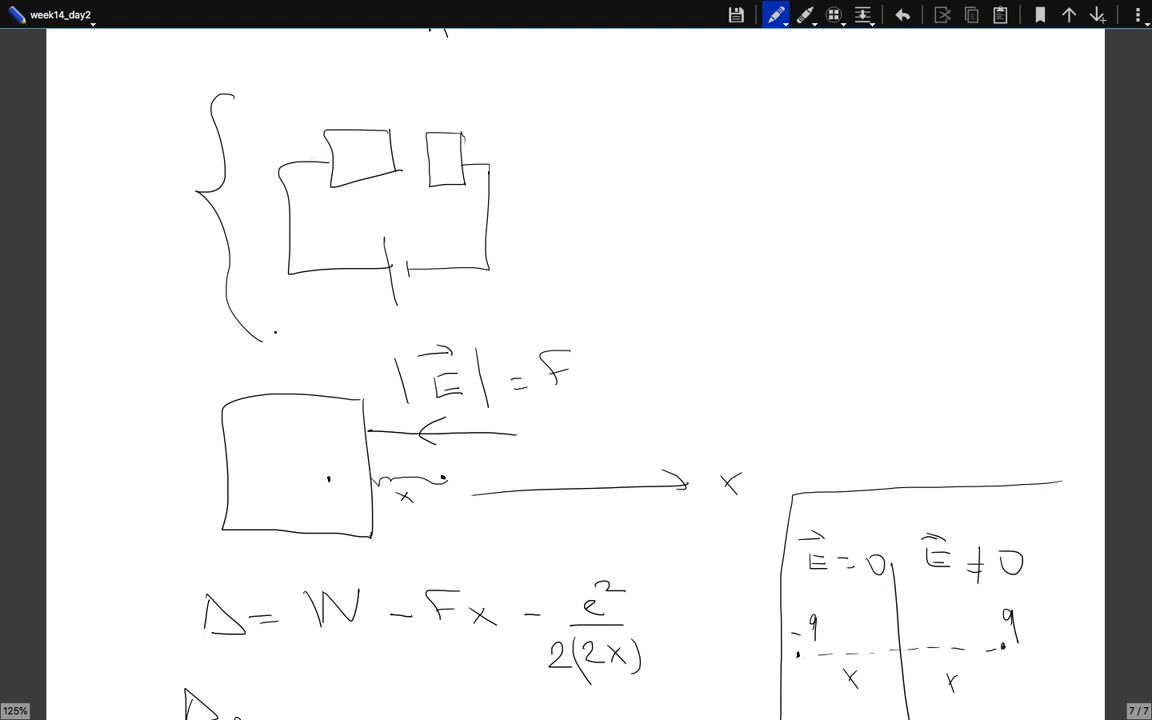 week14_day2
|E⃗| = F
x
x
E⃗ = 0 E⃗ ≠ 0
Δ = W - Fx - e²/2(2x)
-q q
x x
125%
7 / 7